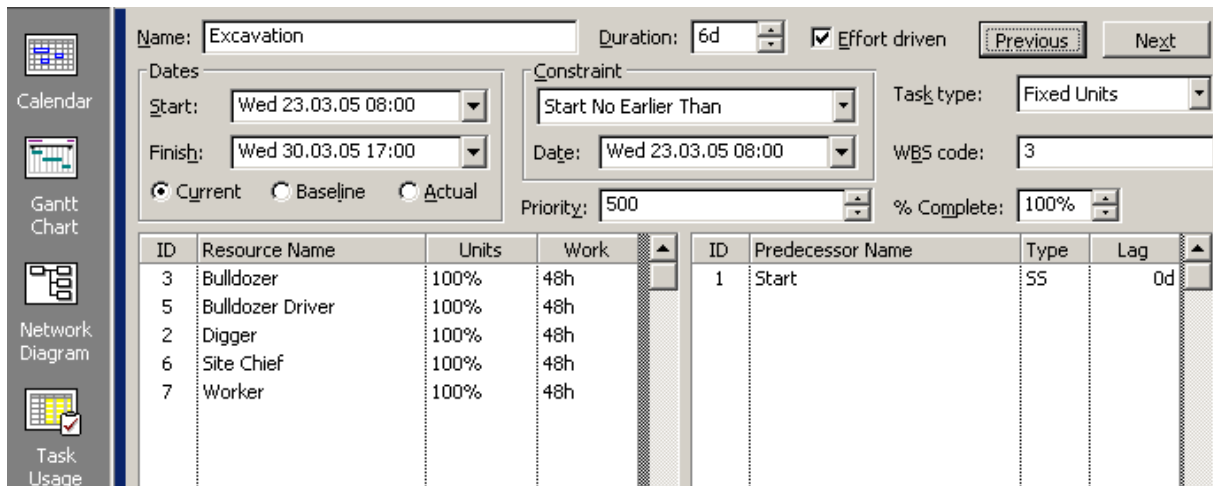 Name: Excavation Duration: 6d Effort driven Previous Next
Dates Constraint
Calendar Start: Wed 23.03.05 08:00 Start No Earlier Than Task type: Fixed Units
Finish: Wed 30.03.05 17:00 Date: Wed 23.03.05 08:00 WBS code: 3
Current Baseline Actual Priority: 500 % Complete: 100%
Gantt
Chart
ID Resource Name Units Work ID Predecessor Name Type Lag
3 Bulldozer 100% 48h 1 Start SS 0d
5 Bulldozer Driver 100% 48h
2 Digger 100% 48h
6 Site Chief 100% 48h
7 Worker 100% 48h
Network
Diagram
Task
Usage